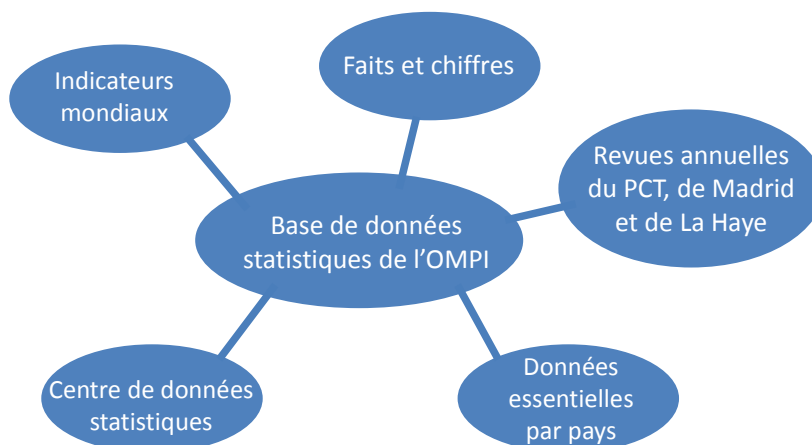 Faits et chiffres
Indicateurs
mondiaux
Revues annuelles
du PCT, de Madrid
et de La Haye
Base de données
statistiques de l’OMPI
Centre de données
statistiques
Données
essentielles
par pays